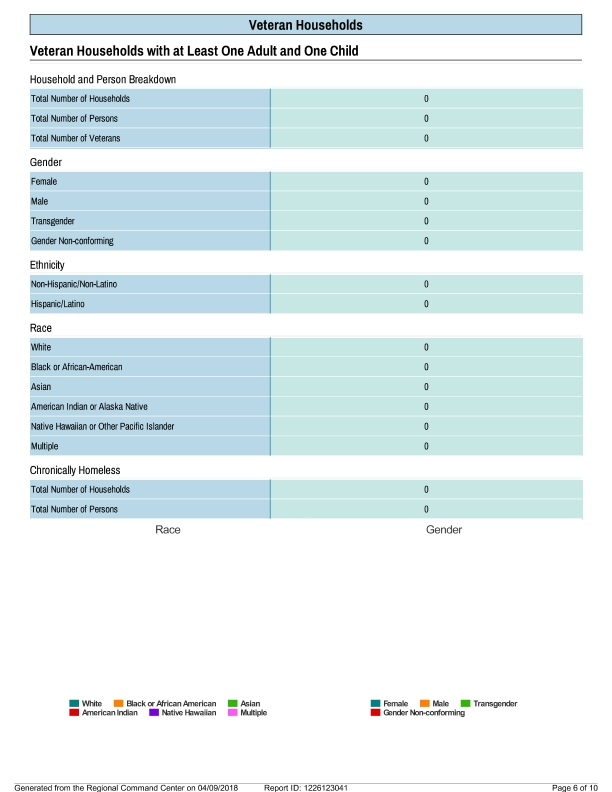 Veteran Households
Veteran Households with at Least One Adult and One Child
Household and Person Breakdown
Total Number of Households 0
Total Number of Persons 0
Total Number of Veterans 0
Gender
Female 0
Male 0
Transgender 0
Gender Non-conforming 0
Ethnicity
Non-Hispanic/Non-Latino 0
Hispanic/Latino 0
Race
White 0
Black or African-American 0
Asian 0
American Indian or Alaska Native 0
Native Hawaiian or Other Pacific Islander 0
Multiple 0
Chronically Homeless
Total Number of Households 0
Total Number of Persons 0
Race Gender
White Black or African American Asian Female Male Transgender
American Indian Native Hawaiian Multiple Gender Non-conforming
Generated from the Regional Command Center on 04/09/2018 Report ID: 1226123041 Page 6 of 10